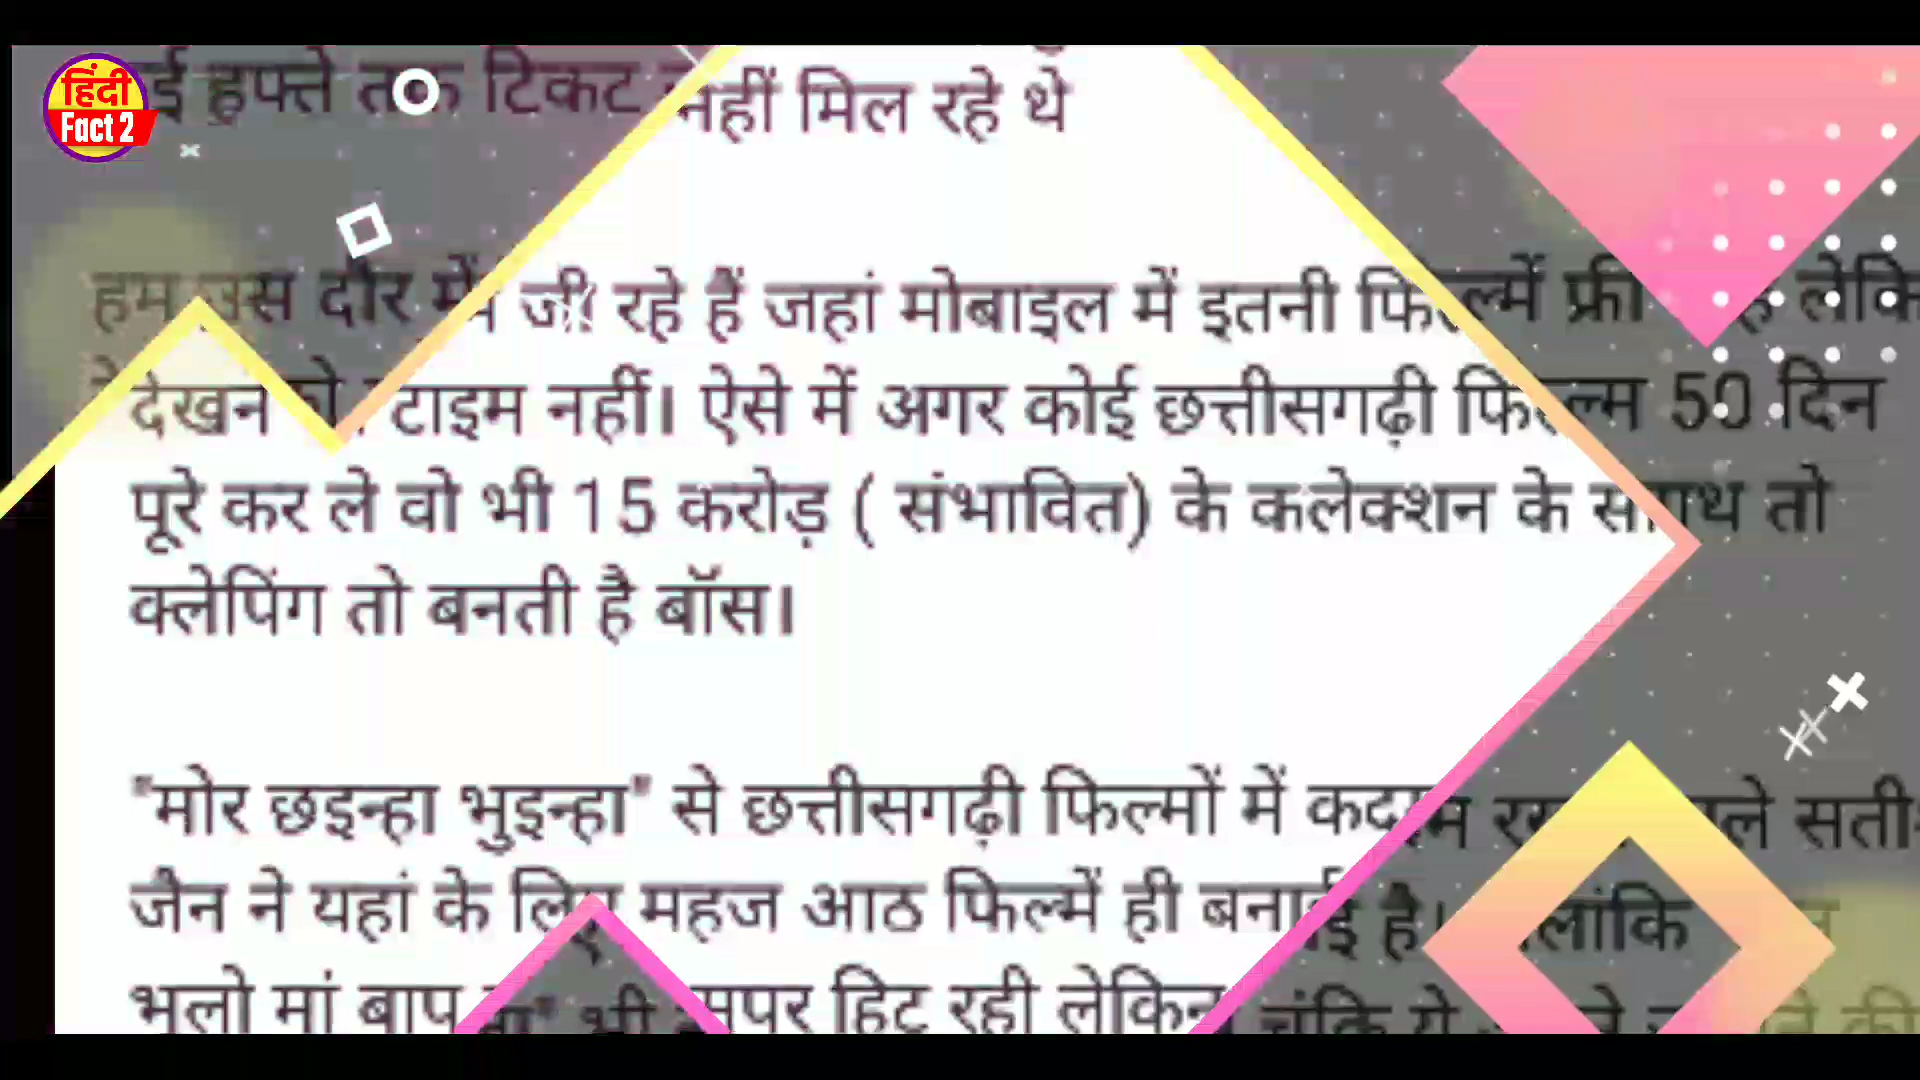 हिंदी
Fact 2
हफ्ते तक टिकट नहीं मिल रहे थे
हम उस दौर में जी रहे हैं जहां मोबाइल में इतनी फिल्में फ्री
देखने टाइम नहीं। ऐसे में अगर कोई छत्तीसगढ़ी फिल्म 50 दिन
पूरे कर ले वो भी 15 करोड़ ( संभावित) के कलेक्शन के साथ तो
क्लेपिंग तो बनती है बॉस।
"मोर छइन्हा भुइन्हा" से छत्तीसगढ़ी फिल्मों में कदम
जैन ने यहां के लिए महज आठ फिल्में ही बनाई है।
भलो मां बाप भी सुपर हिट रही लेकिन चूंकि ये